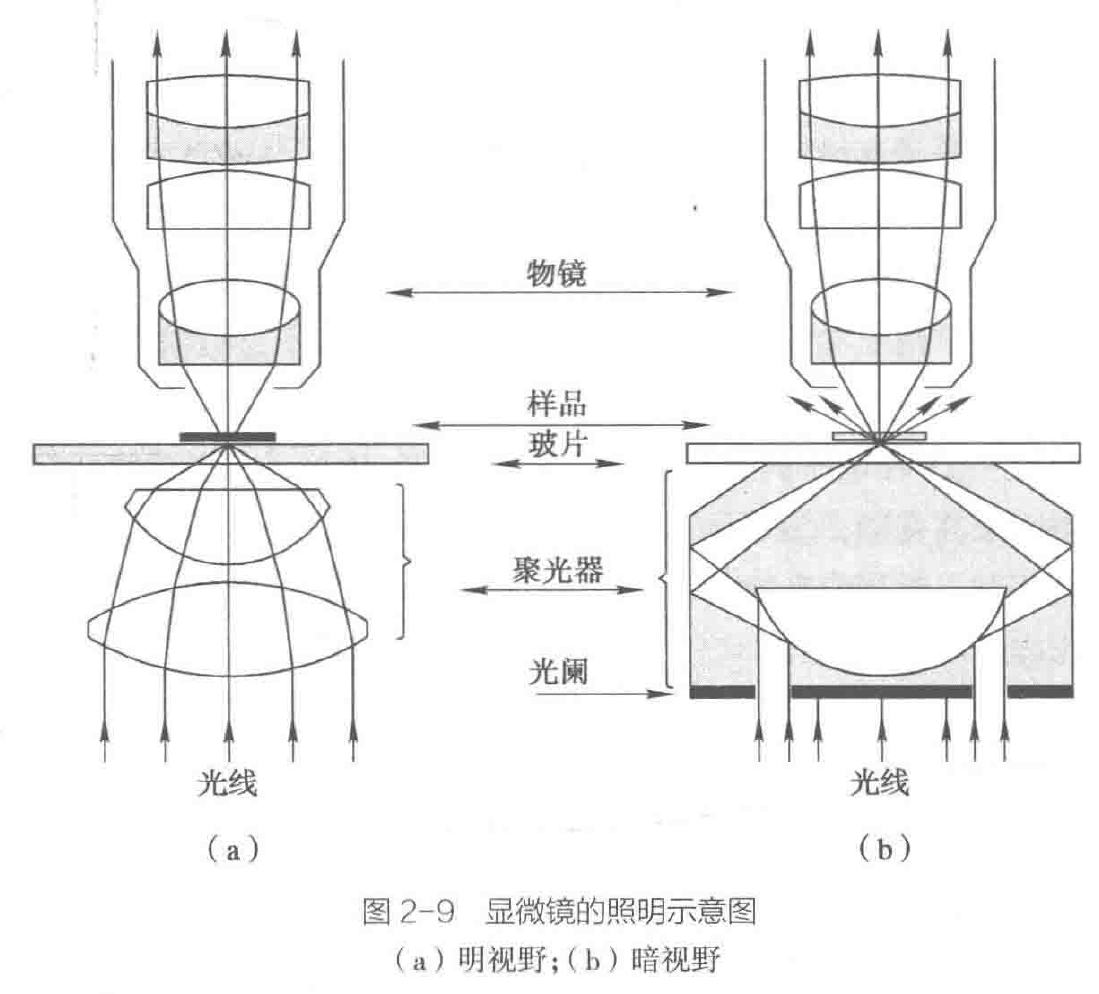 物镜
样品
玻片
聚光器
光阑
光线
光线
(a)
(b)
图 2-9 显微镜的照明示意图
(a)明视野;(b)暗视野